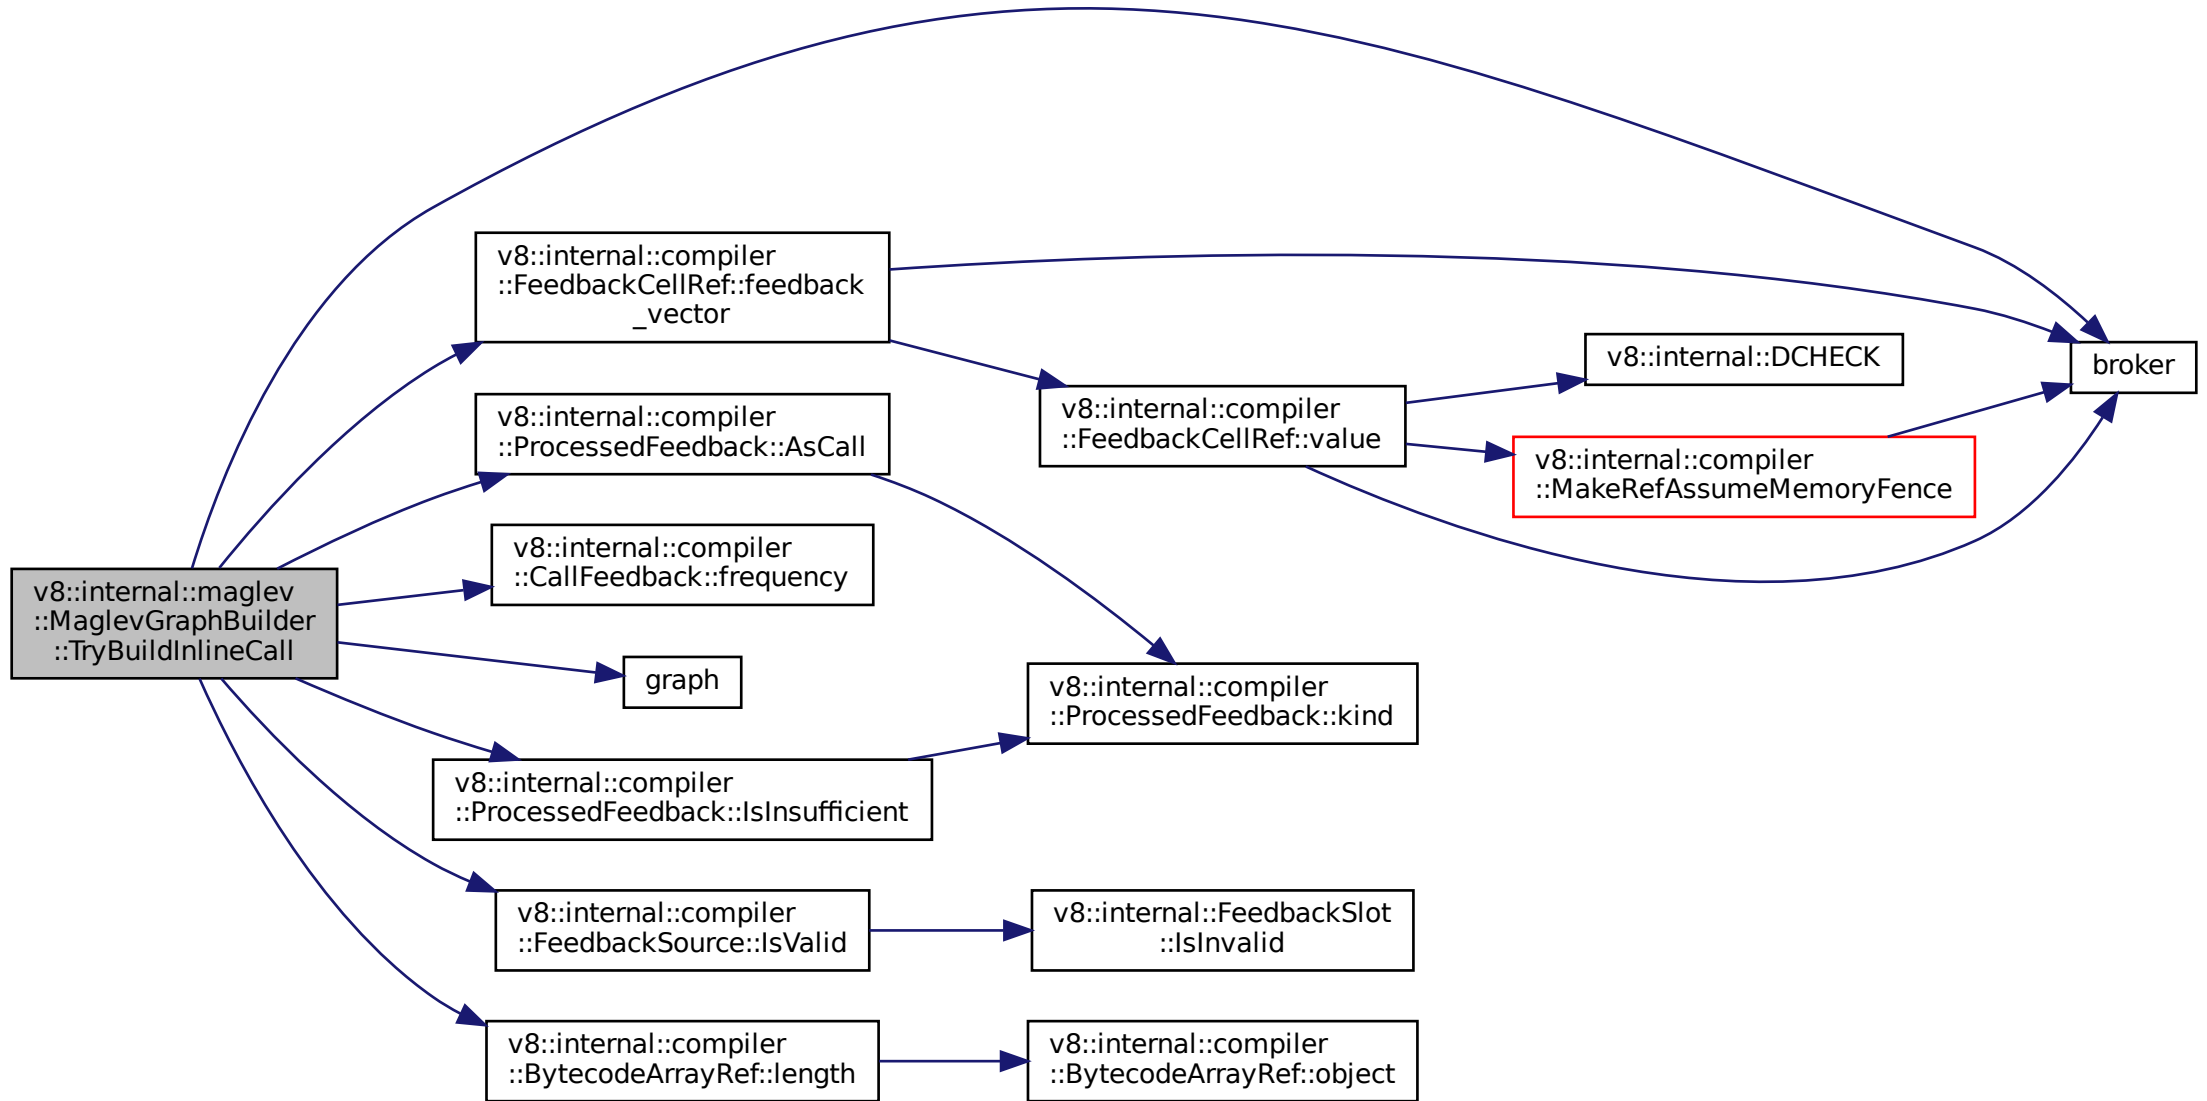 v8::internal::maglev
::MaglevGraphBuilder
::TryBuildInlineCall
v8::internal::compiler
::FeedbackCellRef::feedback
_vector
v8::internal::compiler
::ProcessedFeedback::AsCall
v8::internal::compiler
::CallFeedback::frequency
graph
v8::internal::compiler
::ProcessedFeedback::IsInsufficient
v8::internal::compiler
::FeedbackSource::IsValid
v8::internal::compiler
::BytecodeArrayRef::length
v8::internal::compiler
::FeedbackCellRef::value
v8::internal::compiler
::ProcessedFeedback::kind
v8::internal::FeedbackSlot
::IsInvalid
v8::internal::compiler
::BytecodeArrayRef::object
v8::internal::DCHECK
v8::internal::compiler
::MakeRefAssumeMemoryFence
broker